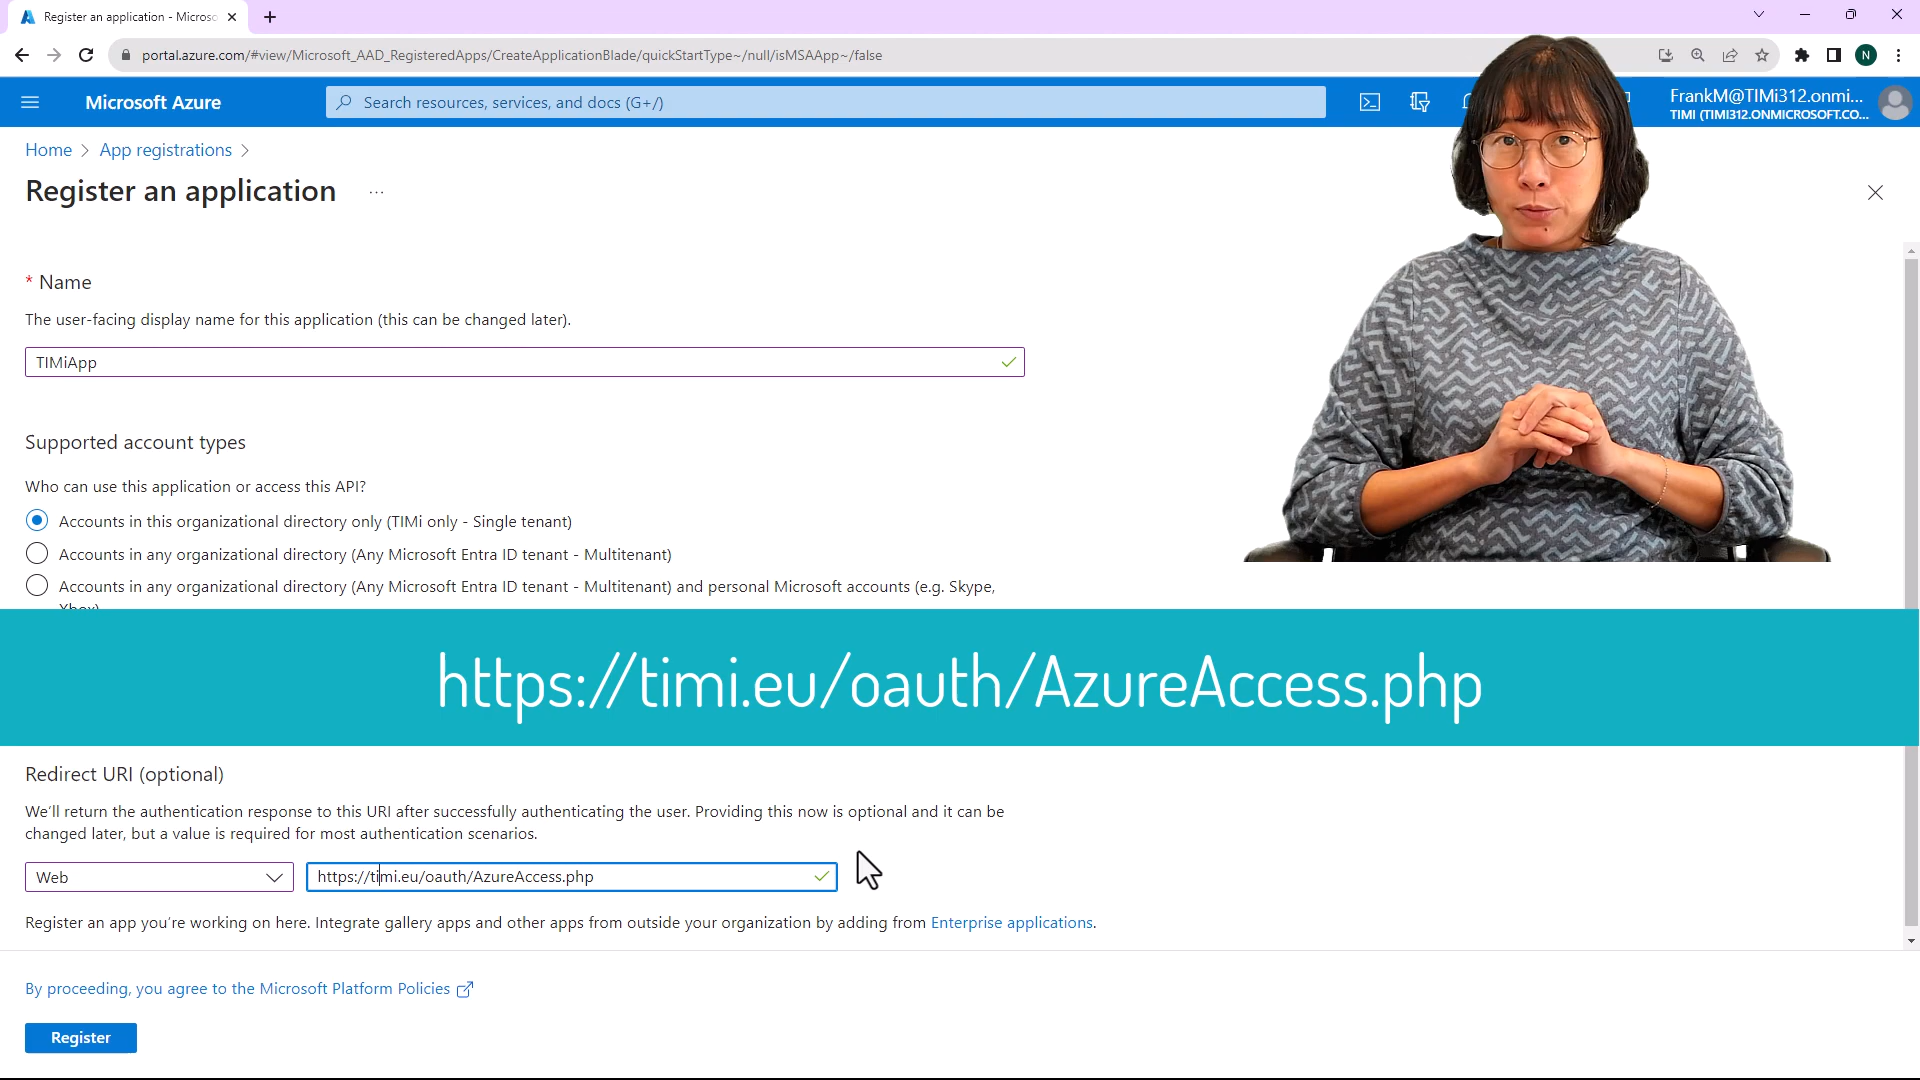 Register an application - Micros
portal.azure.com/#view/Microsoft_AAD_RegisteredApps/CreateApplicationBlade/quickStartType~/null/isMSAApp~/false
N
Microsoft Azure
Search resources, services, and docs (G+/)
FrankM@TIMi312.onmi...
TIMI (TIMI312.ONMICROSOFT.CO...
Home > App registrations >
Register an application ...
* Name
The user-facing display name for this application (this can be changed later).
TIMiApp
Supported account types
Who can use this application or access this API?
Accounts in this organizational directory only (TIMi only - Single tenant)
Accounts in any organizational directory (Any Microsoft Entra ID tenant - Multitenant)
Accounts in any organizational directory (Any Microsoft Entra ID tenant - Multitenant) and personal Microsoft accounts (e.g. Skype,
Xbox)
https://timi.eu/oauth/AzureAccess.php
Redirect URI (optional)
We'll return the authentication response to this URI after successfully authenticating the user. Providing this now is optional and it can be
changed later, but a value is required for most authentication scenarios.
Web
https://timi.eu/oauth/AzureAccess.php
Register an app you're working on here. Integrate gallery apps and other apps from outside your organization by adding from Enterprise applications.
By proceeding, you agree to the Microsoft Platform Policies
Register